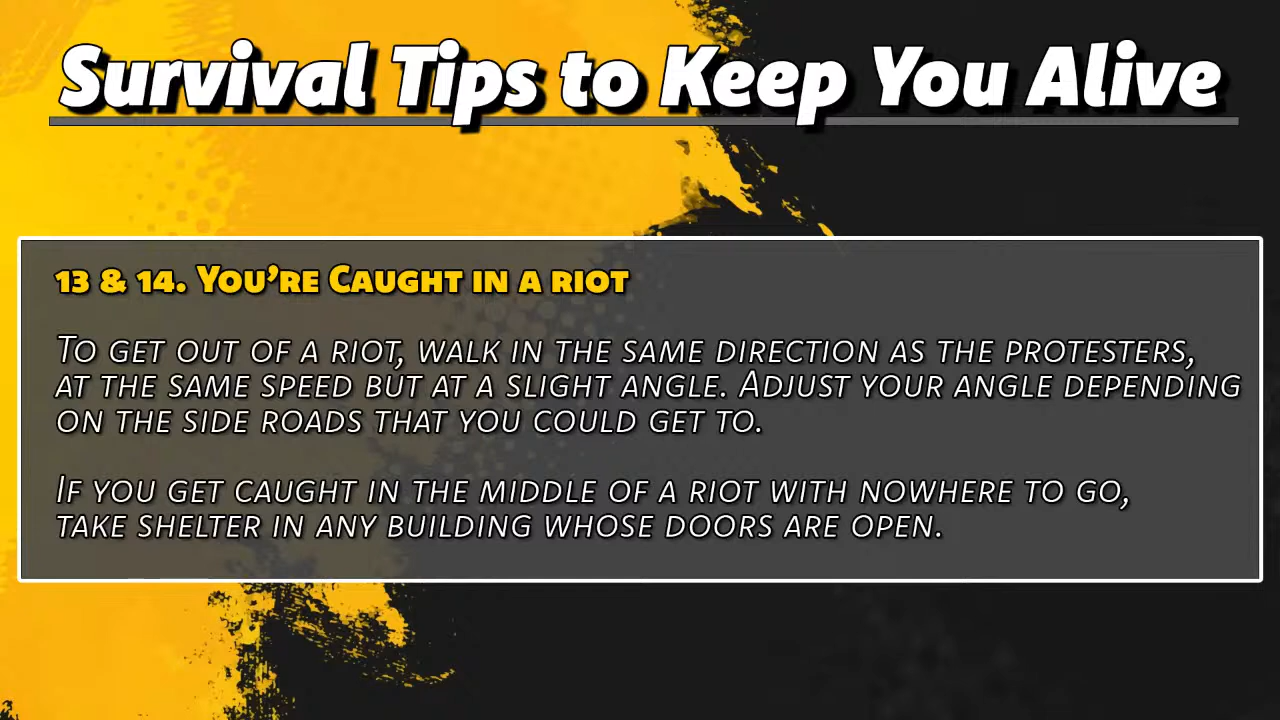 Survival Tips to Keep You Alive
13 & 14. You're Caught in a riot
To get out of a riot, walk in the same direction as the protesters,
at the same speed but at a slight angle. Adjust your angle depending
on the side roads that you could get to.
If you get caught in the middle of a riot with nowhere to go,
take shelter in any building whose doors are open.